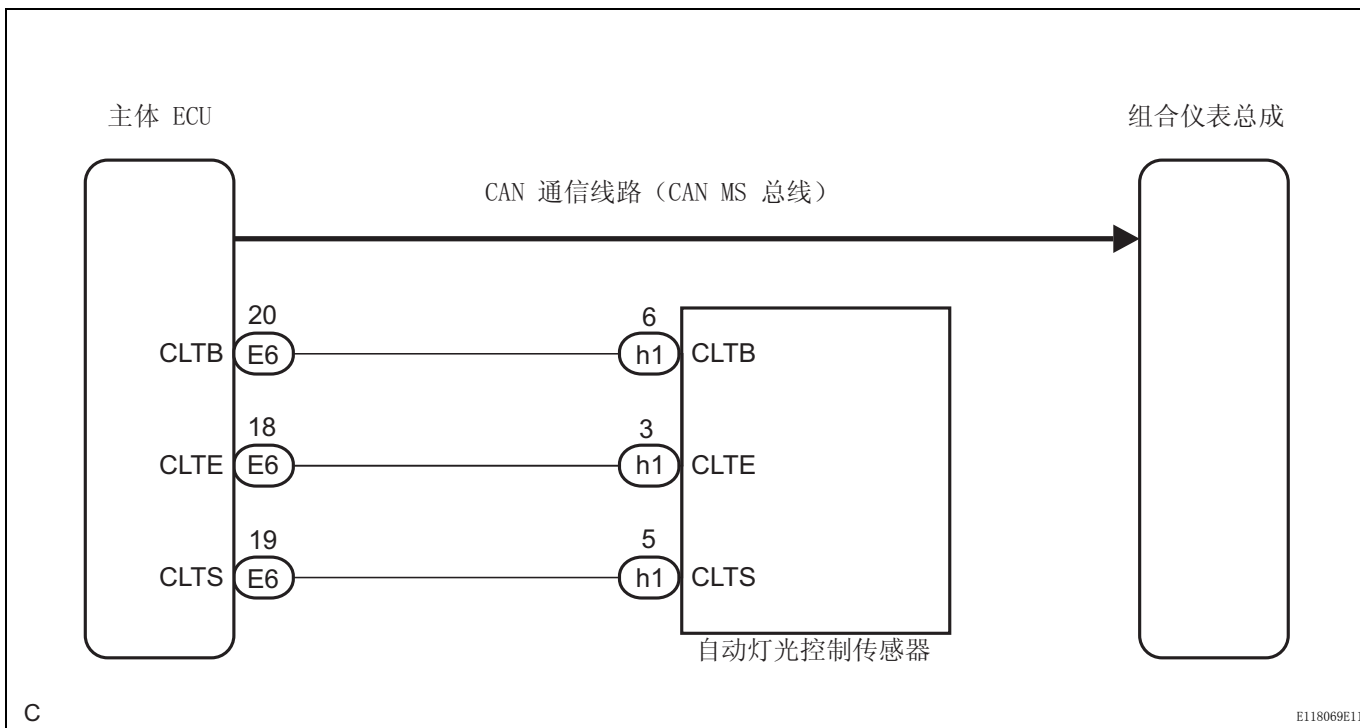 主体 ECU
组合仪表总成
CAN 通信线路（CAN MS 总线）
20
6
CLTB E6 h1 CLTB
18
3
CLTE E6 h1 CLTE
19
5
CLTS E6 h1 CLTS
自动灯光控制传感器
C
E118069E11